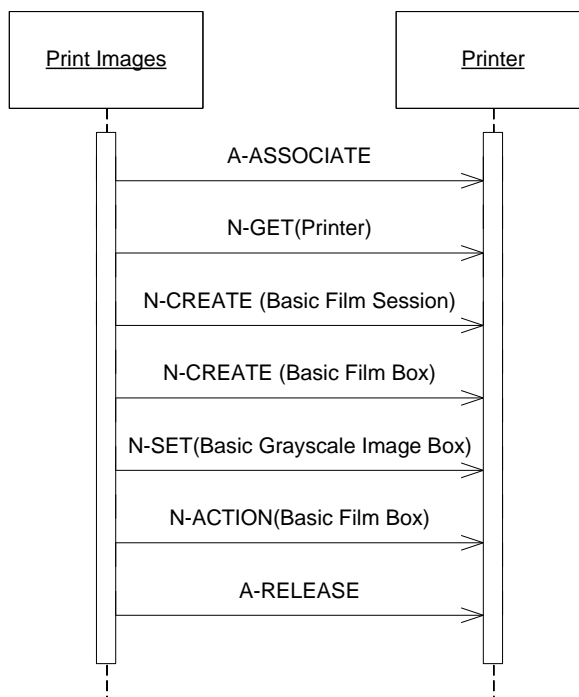 Print Images
Printer
A-ASSOCIATE
N-GET(Printer)
N-CREATE (Basic Film Session)
N-CREATE (Basic Film Box)
N-SET(Basic Grayscale Image Box)
N-ACTION(Basic Film Box)
A-RELEASE